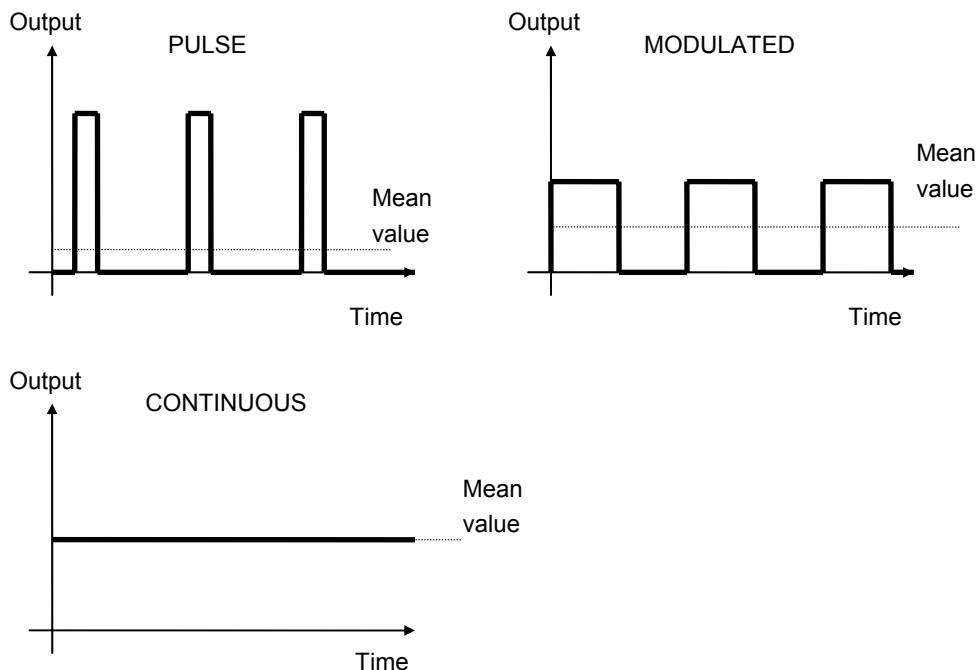 Output
PULSE
Mean
value
Time
Output
MODULATED
Mean
value
Time
Output
CONTINUOUS
Mean
value
Time